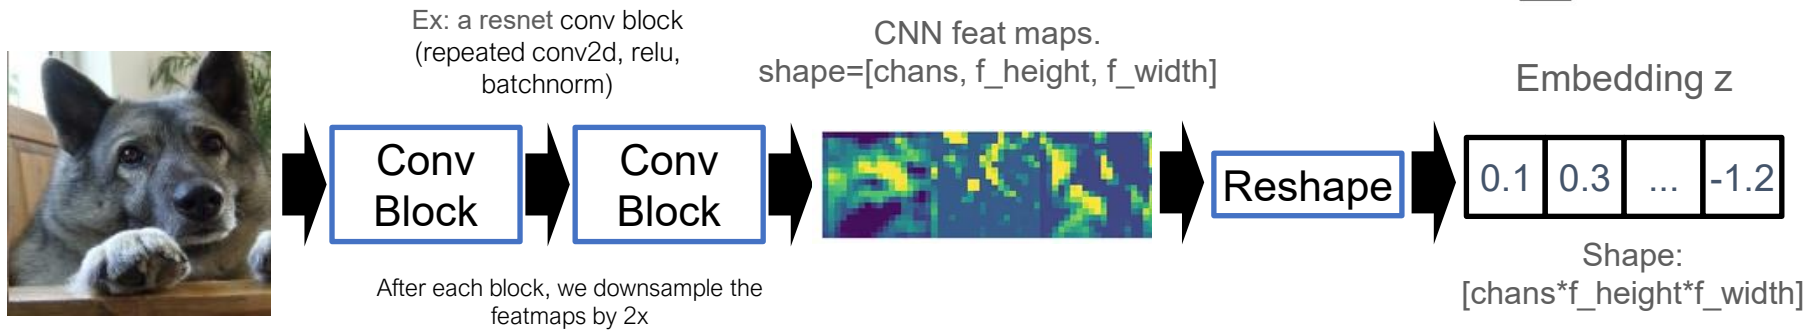 Ex: a resnet conv block
(repeated conv2d, relu,
batchnorm)
CNN feat maps.
shape=[chans, f_height, f_width]
Embedding z
Conv
Block
Conv
Block
Reshape
0.1 0.3 ... -1.2
After each block, we downsample the
featmaps by 2x
Shape:
[chans*f_height*f_width]